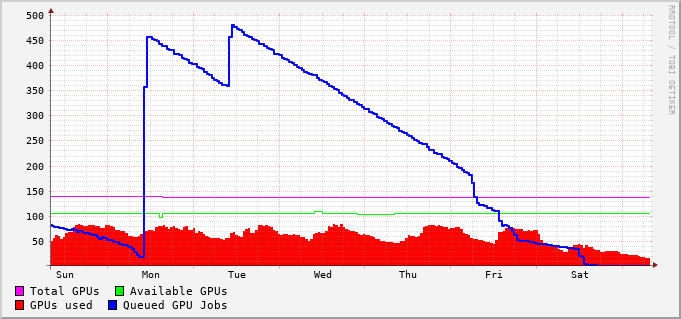 500
450
400
350
300
250
200
150
100
50
Sun Mon Tue Wed Thu Fri Sat
Total GPUs Available GPUs
GPUs used Queued GPU Jobs
RRDTOOL / TOBI OETIKER